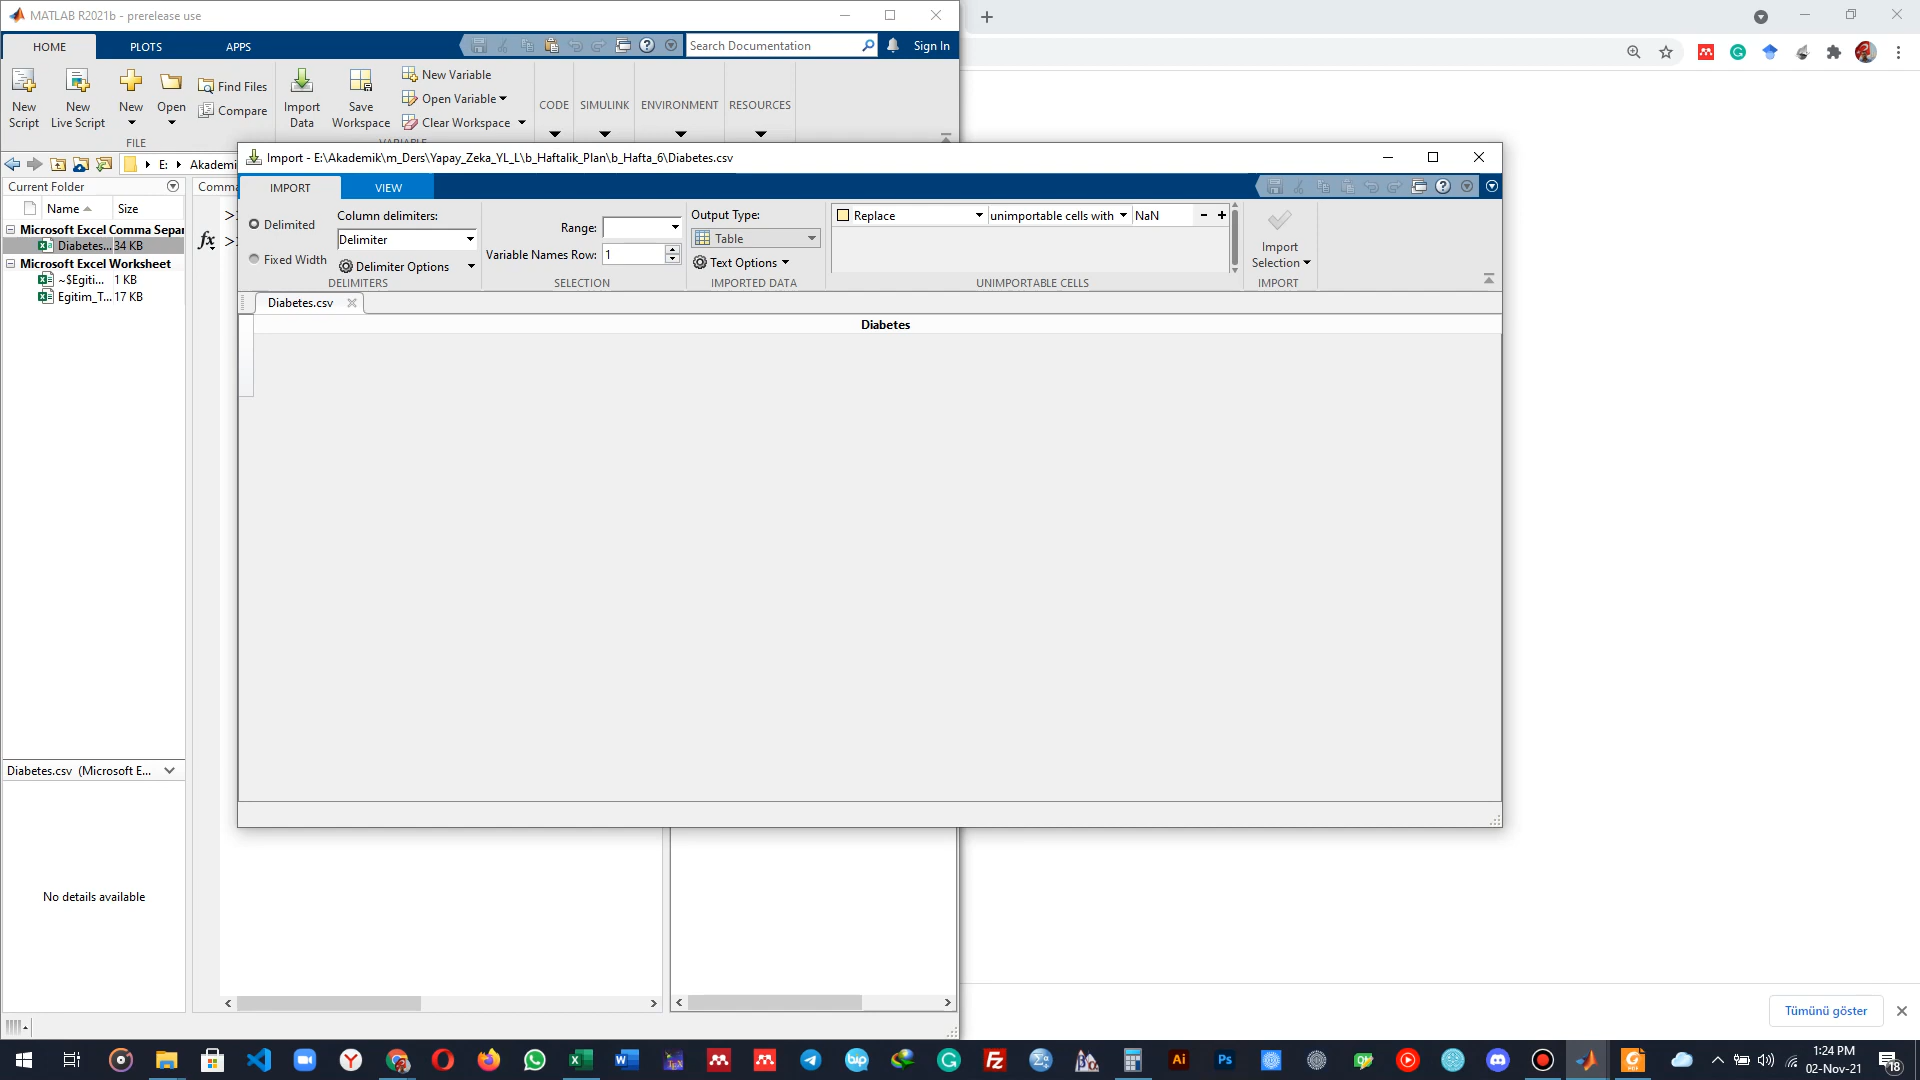 MATLAB R2021b - prerelease use
HOME
PLOTS
APPS
Search Documentation
Sign In
New Script
New Live Script
New
Open
Find Files
Compare
Import Data
Save Workspace
New Variable
Open Variable
Clear Workspace
CODE
SIMULINK
ENVIRONMENT
RESOURCES
FILE
E:
Akademi
Current Folder
Comma
Name
Size
Microsoft Excel Comma Separ
Diabetes... 34 KB
Microsoft Excel Worksheet
~$Egiti... 1 KB
Egitim_T... 17 KB
fx
Import - E:\Akademik\m_Ders\Yapay_Zeka_YL_L\b_Haftalik_Plan\b_Hafta_6\Diabetes.csv
IMPORT
VIEW
Delimited
Fixed Width
Column delimiters:
Delimiter
Delimiter Options
DELIMITERS
Range:
Variable Names Row: 1
SELECTION
Output Type:
Table
Text Options
IMPORTED DATA
Replace
unimportable cells with
NaN
UNIMPORTABLE CELLS
Import Selection
IMPORT
Diabetes.csv
Diabetes
Diabetes.csv (Microsoft E...
No details available
Tümünü göster
1:24 PM
02-Nov-21
18